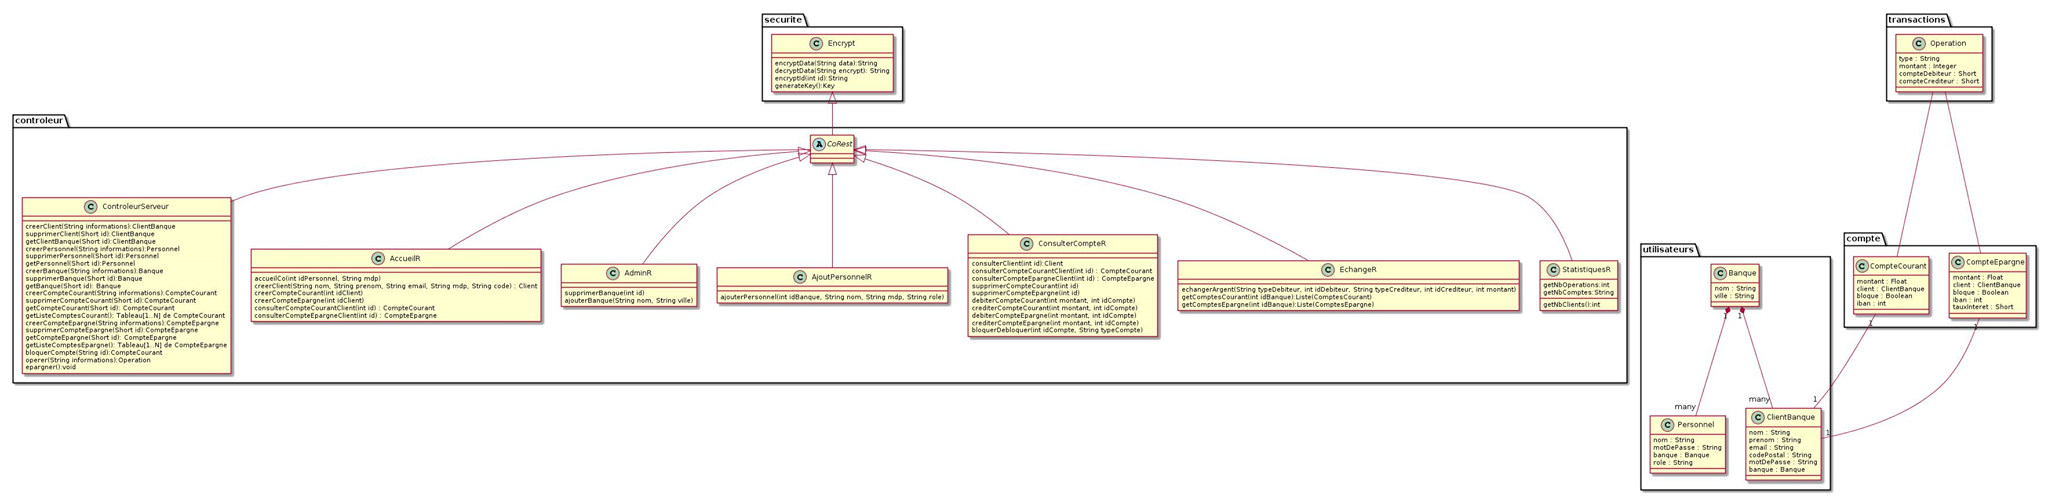 securite
C Encrypt
encryptData(String data):String
decryptData(String encrypt): String
encryptId(int id):String
generateKey():Key
transactions
C Operation
type : String
montant : Integer
compteDebiteur : Short
compteCrediteur : Short
controleur
A CoRest
C ControleurServeur
creerClient(String informations):ClientBanque
supprimerClient(Short id):ClientBanque
getClientBanque(Short id):ClientBanque
creerPersonnel(String informations):Personnel
supprimerPersonnel(Short id):Personnel
getPersonnel(Short id):Personnel
creerBanque(String informations):Banque
supprimerBanque(Short id):Banque
getBanque(Short id): Banque
creerCompteCourant(String informations):CompteCourant
supprimerCompteCourant(Short id):CompteCourant
getCompteCourant(Short id): CompteCourant
getListeComptesCourant(): Tableau[1..N] de CompteCourant
creerCompteEpargne(String informations):CompteEpargne
supprimerCompteEpargne(Short id):CompteEpargne
getCompteEpargne(Short id): CompteEpargne
getListeComptesEpargne(): Tableau[1..N] de CompteEpargne
bloquerCompte(String id):CompteCourant
operer(String informations):Operation
epargner():void
C AccueilR
accueilCo(int idPersonnel, String mdp)
creerClient(String nom, String prenom, String email, String mdp, String code) : Client
creerCompteCourant(int idClient)
creerCompteEpargne(int idClient)
consulterCompteCourantClient(int id) : CompteCourant
consulterCompteEpargneClient(int id) : CompteEpargne
C AdminR
supprimerBanque(int id)
ajouterBanque(String nom, String ville)
C AjoutPersonnelR
ajouterPersonnel(int idBanque, String nom, String mdp, String role)
C ConsulterCompteR
consulterClient(int id):Client
consulterCompteCourantClient(int id) : CompteCourant
consulterCompteEpargneClient(int id) : CompteEpargne
supprimerCompteCourant(int id)
supprimerCompteEpargne(int id)
debiterCompteCourant(int montant, int idCompte)
crediterCompteCourant(int montant, int idCompte)
debiterCompteEpargne(int montant, int idCompte)
crediterCompteEpargne(int montant, int idCompte)
bloquerDebloquer(int idCompte, String typeCompte)
C EchangeR
echangerArgent(String typeDebiteur, int idDebiteur, String typeCrediteur, int idCrediteur, int montant)
getComptesCourant(int idBanque):Liste(ComptesCourant)
getComptesEpargne(int idBanque):Liste(ComptesEpargne)
C StatistiquesR
getNbOperations:int
getNbComptes:String
getNbClients():int
utilisateurs
C Banque
nom : String
ville : String
1
1
many
many
C Personnel
nom : String
motDePasse : String
banque : Banque
role : String
C ClientBanque
nom : String
prenom : String
email : String
codePostal : String
motDePasse : String
banque : Banque
compte
C CompteCourant
montant : Float
client : ClientBanque
bloque : Boolean
iban : int
C CompteEpargne
montant : Float
client : ClientBanque
bloque : Boolean
iban : int
tauxInteret : Short
1
1
1
1